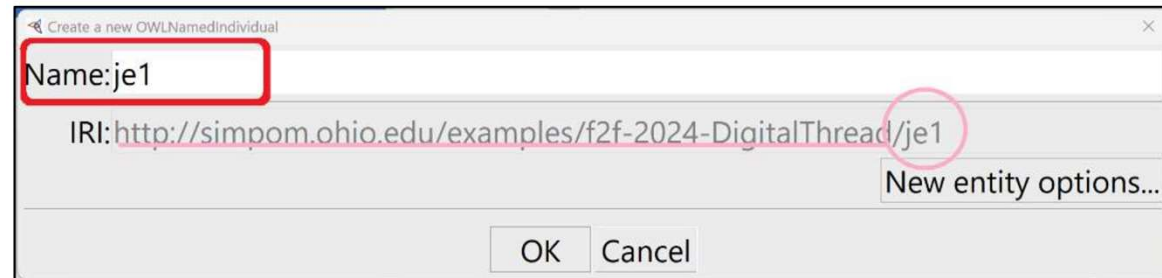 Create a new OWLNamedIndividual
Name: je1
IRI: http://simpom.ohio.edu/examples/f2f-2024-DigitalThread/je1
New entity options...
OK Cancel